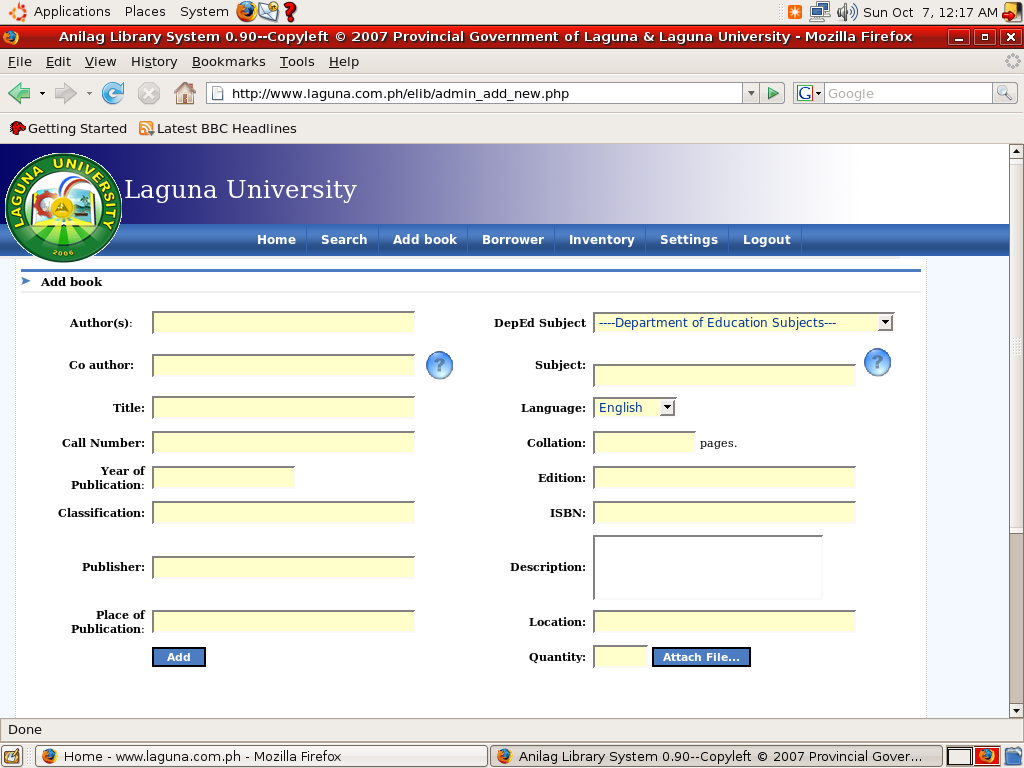 Applications Places System Sun Oct 7, 12:17 AM
Anilag Library System 0.90--Copyleft © 2007 Provincial Government of Laguna & Laguna University - Mozilla Firefox
File Edit View History Bookmarks Tools Help
http://www.laguna.com.ph/elib/admin_add_new.php G Google
Getting Started Latest BBC Headlines
LAGUNA UNIVERSITY
2006
Laguna University
Home Search Add book Borrower Inventory Settings Logout
Add book
Author(s): DepEd Subject ----Department of Education Subjects---
Co author: ? Subject: ?
Title: Language: English
Call Number: Collation: pages.
Year of
Publication: Edition:
Classification: ISBN:
Publisher: Description:
Place of
Publication: Location:
Add Quantity: Attach File...
Done
Home - www.laguna.com.ph - Mozilla Firefox Anilag Library System 0.90--Copyleft © 2007 Provincial Gover...